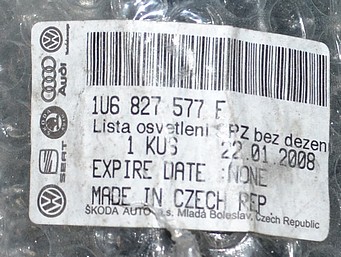 Audi
SEAT
1U6 827 577 F
Lista osvetleni SPZ bez dezen
1 KUS 22.01.2008
EXPIRE DATE :NONE
MADE IN CZECH REP
ŠKODA AUTO a.s. Mladá Boleslav, Czech Republic